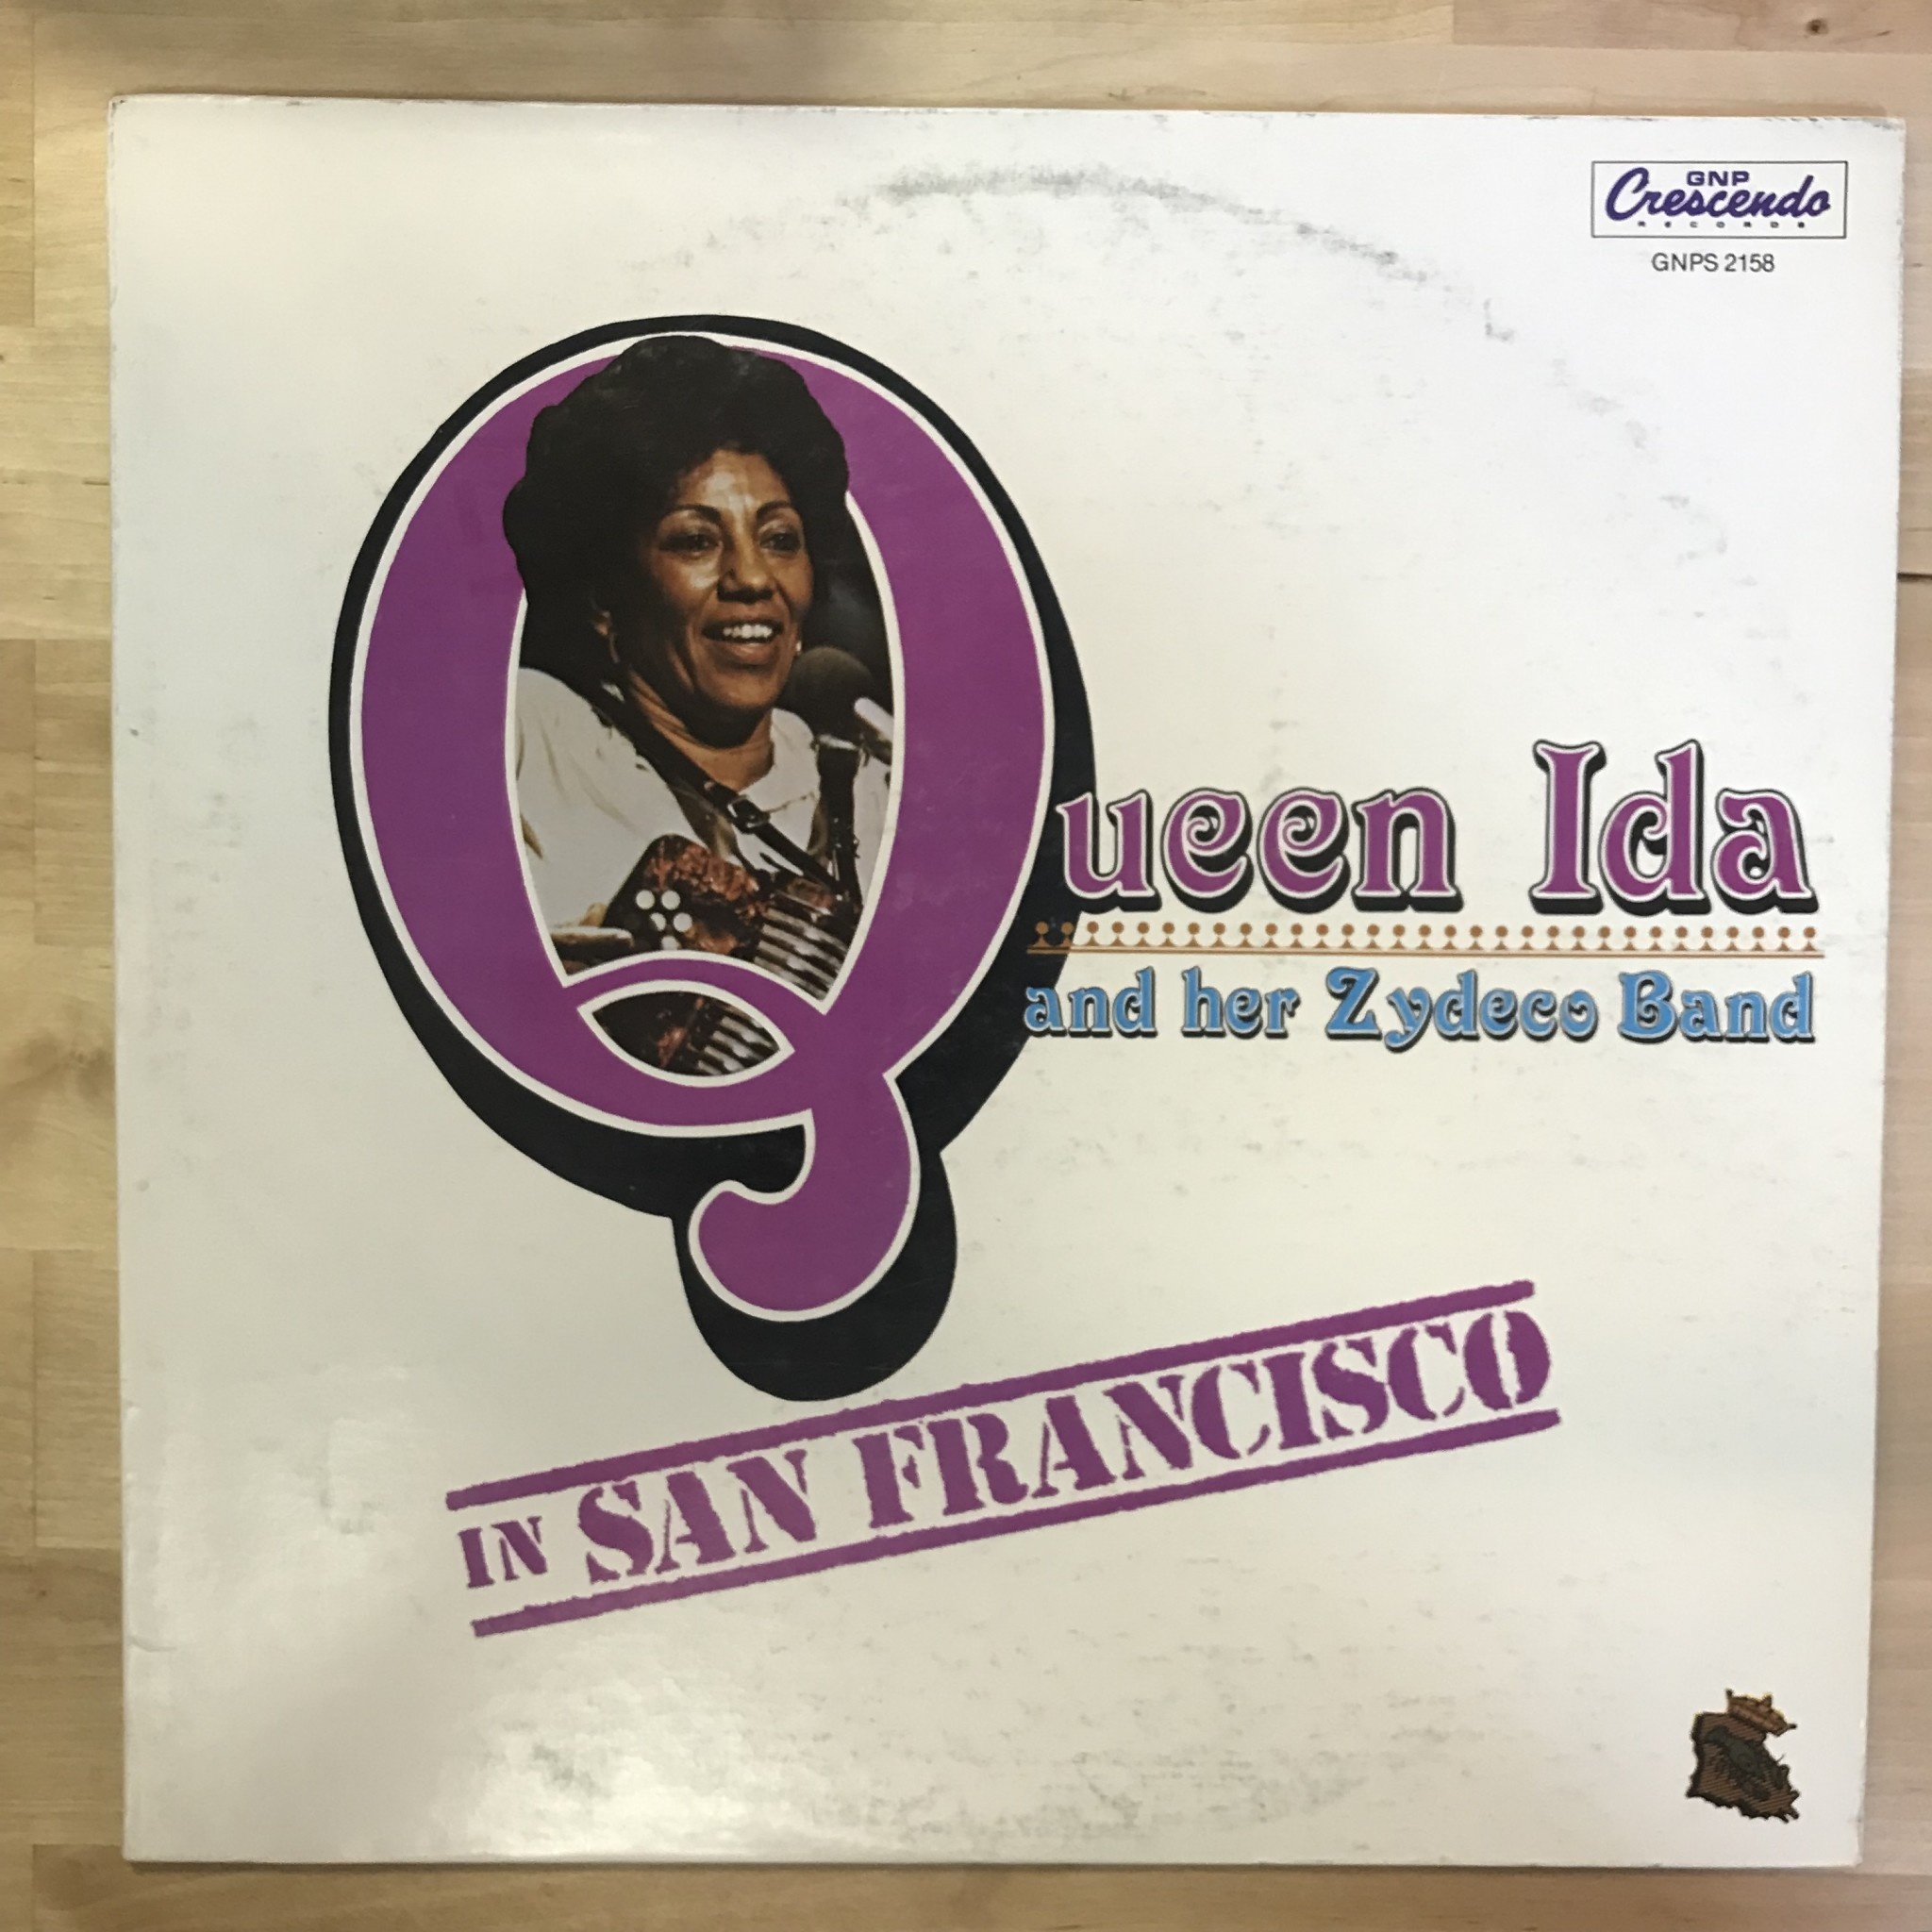 GNP
Crescendo
RECORDS
GNPS 2158
Queen Ida
and her Zydeco Band
IN SAN FRANCISCO